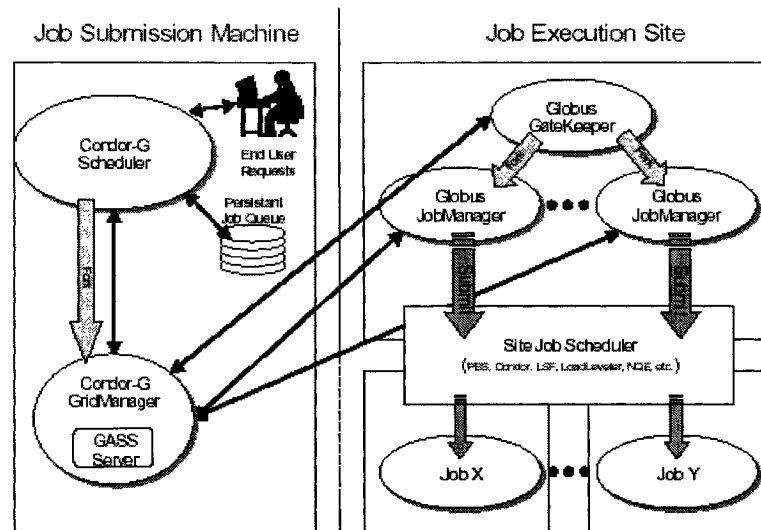 Job Submission Machine
Job Execution Site
Condor-G
Scheduler
End User
Requests
Persistant
Job Queue
Fork
Condor-G
GridManager
GASS
Server
Globus
GateKeeper
Fork
Fork
Globus
JobManager
Globus
JobManager
Submit
Submit
Site Job Scheduler
(PBS, Condor, LSF, LoadLeveler, NQE, etc.)
Job X
Job Y